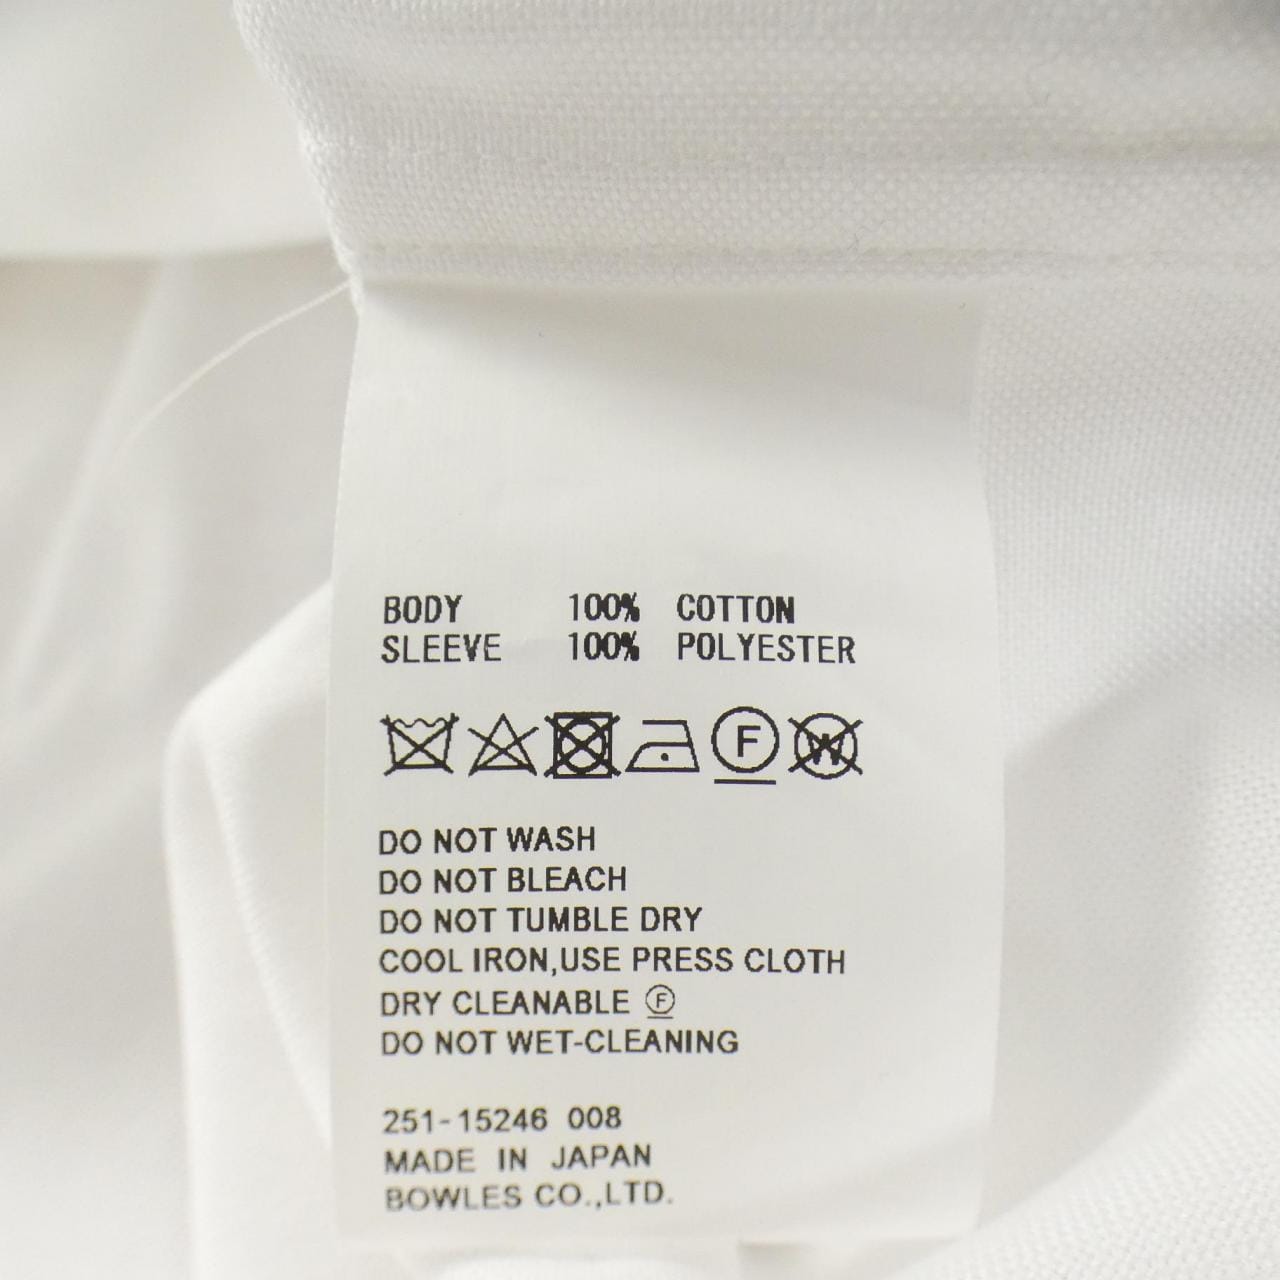 BODY 100% COTTON
SLEEVE 100% POLYESTER
F W
DO NOT WASH
DO NOT BLEACH
DO NOT TUMBLE DRY
COOL IRON,USE PRESS CLOTH
DRY CLEANABLE Ⓕ
DO NOT WET-CLEANING
251-15246 008
MADE IN JAPAN
BOWLES CO.,LTD.